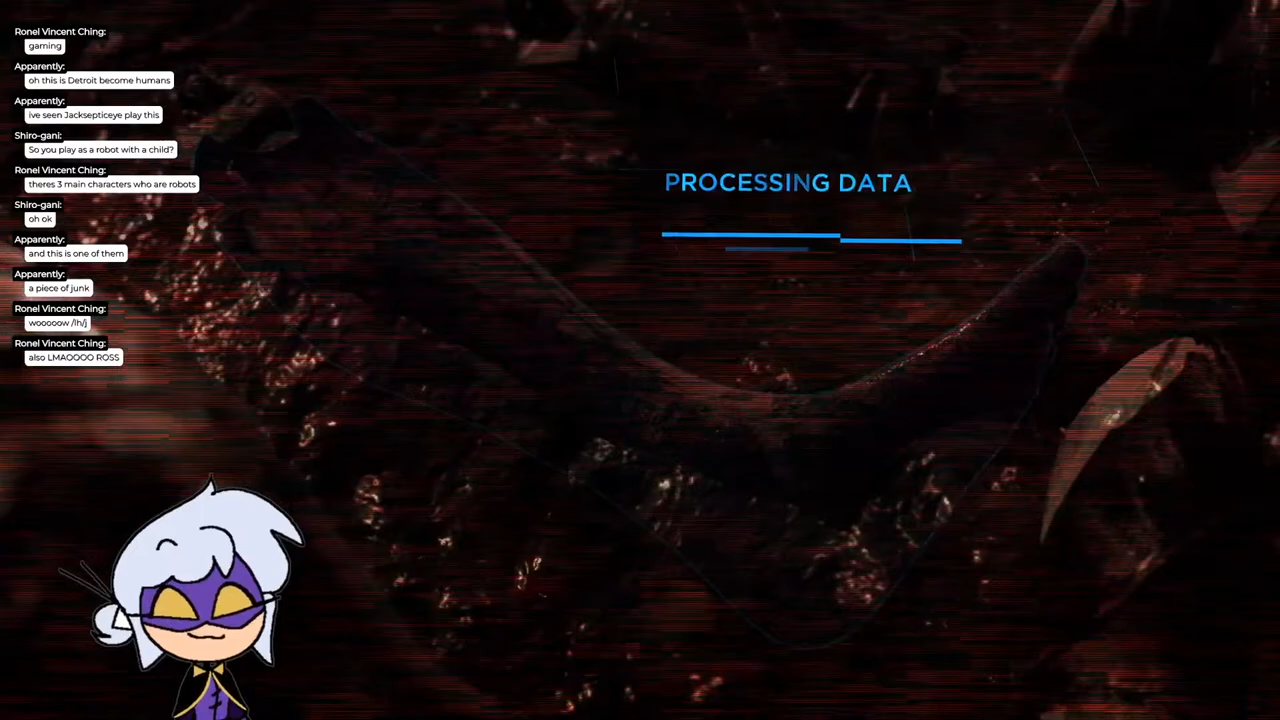 Ronel Vincent Ching:
gaming
Apparently:
oh this is Detroit become humans
Apparently:
ive seen Jacksepticeye play this
Shiro-gani:
So you play as a robot with a child?
Ronel Vincent Ching:
theres 3 main characters who are robots
Shiro-gani:
oh ok
Apparently:
and this is one of them
Apparently:
a piece of junk
Ronel Vincent Ching:
wooooow /lh/j
Ronel Vincent Ching:
also LMAOOOO ROSS
PROCESSING DATA